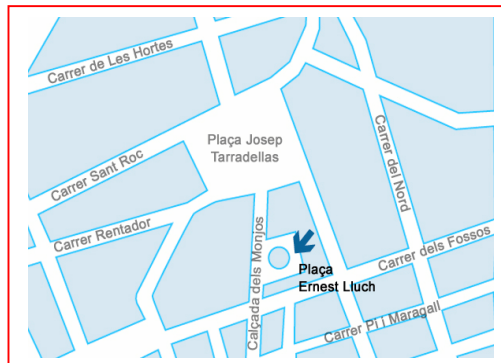 Carrer de Les Hortes
Plaça Josep
Tarradellas
Carrer Sant Roc
Carrer del Nord
Carrer Rentador
Calçada dels Monjos
Carrer dels Fossos
Plaça
Ernest Lluch
Carrer Pi i Maragall